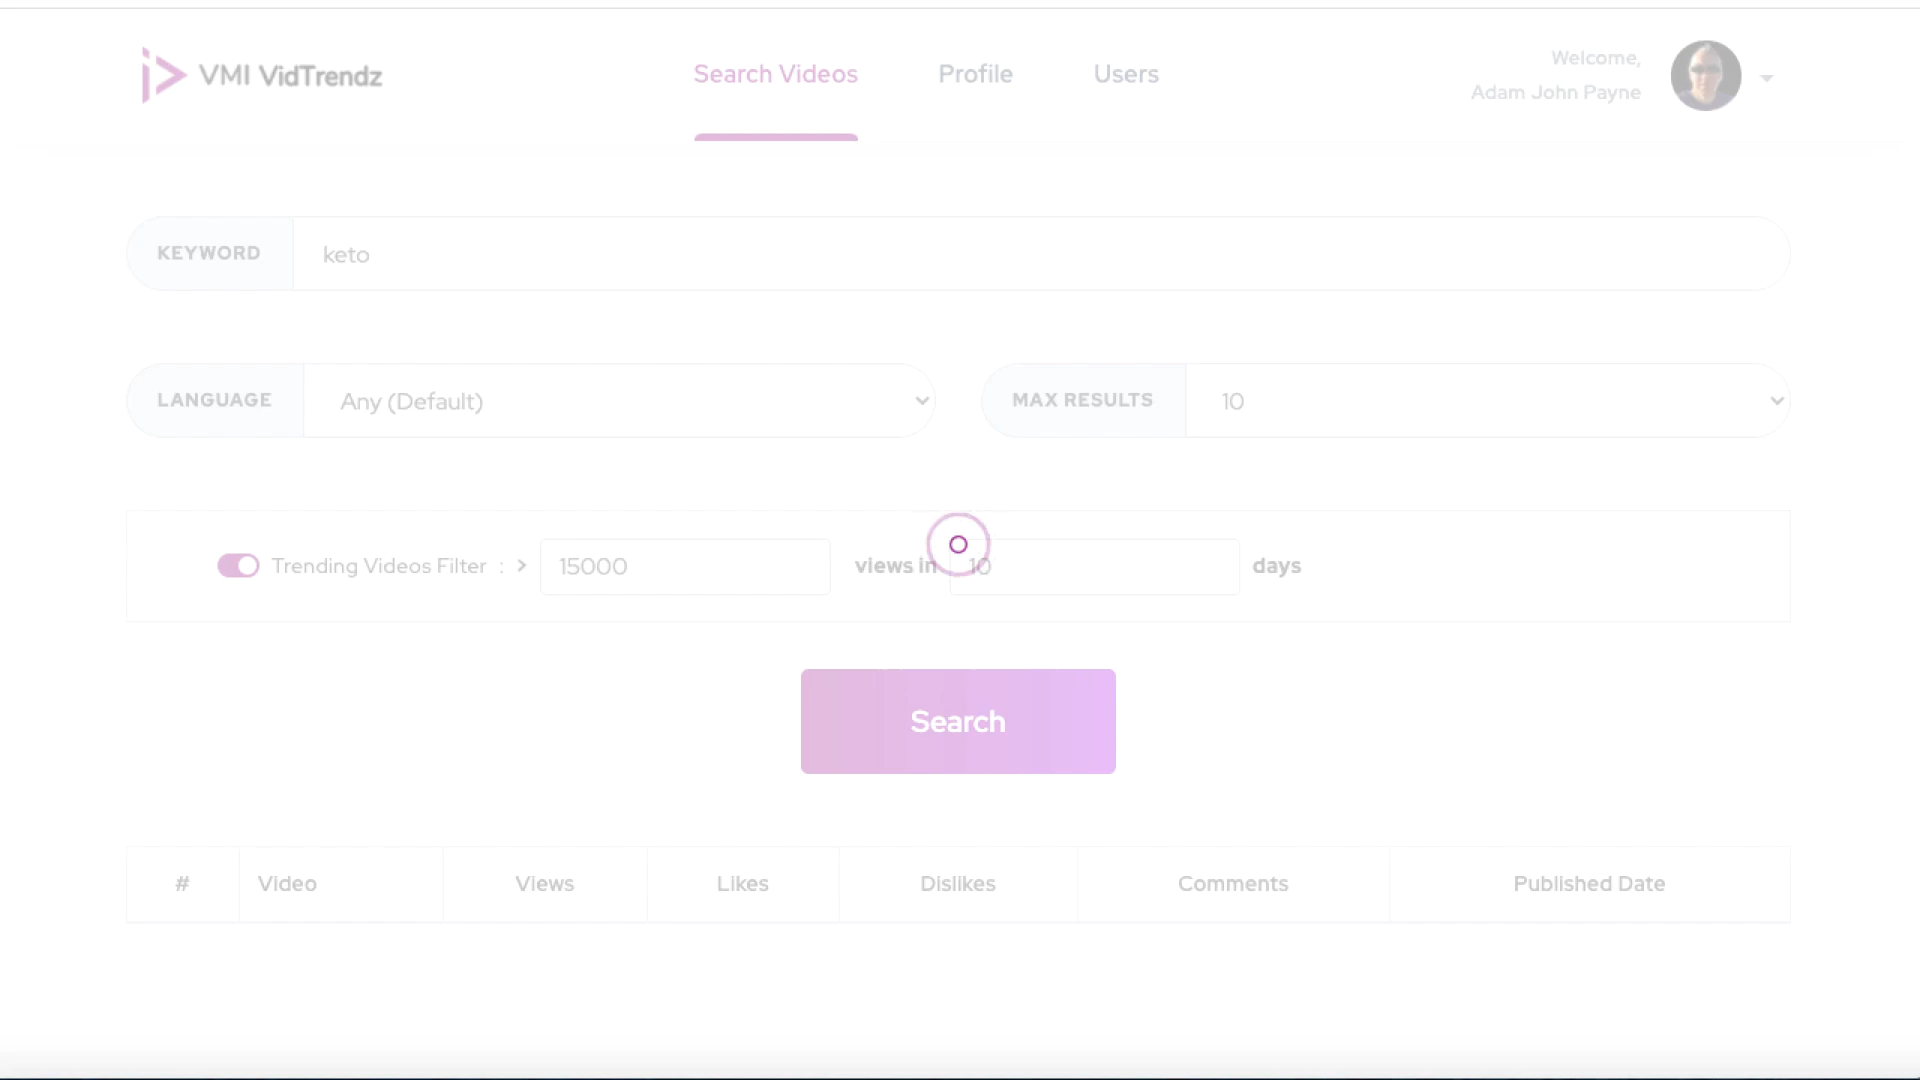 VMI VidTrendz
Search Videos
Profile
Users
Welcome,
Adam John Payne
KEYWORD
keto
LANGUAGE
Any (Default)
MAX RESULTS
10
Trending Videos Filter : > 15000 views in 10 days
Search
# Video Views Likes Dislikes Comments Published Date